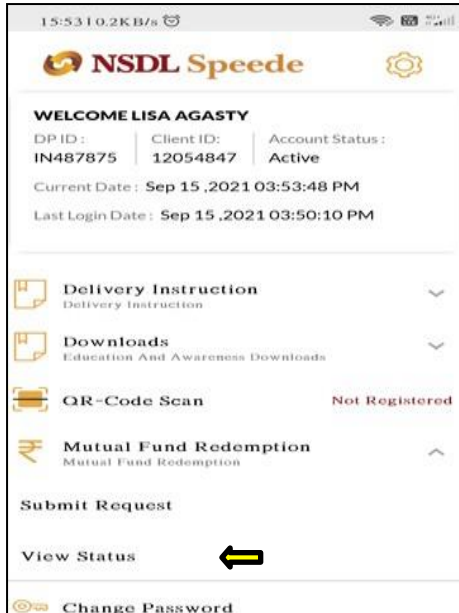 15:53 | 0.2KB/s
NSDL Speede
WELCOME LISA AGASTY
DP ID : Client ID: Account Status :
IN487875 12054847 Active
Current Date : Sep 15 ,2021 03:53:48 PM
Last Login Date : Sep 15 ,2021 03:50:10 PM
Delivery Instruction
Delivery Instruction
Downloads
Education And Awareness Downloads
QR-Code Scan Not Registered
Mutual Fund Redemption
Mutual Fund Redemption
Submit Request
View Status
Change Password